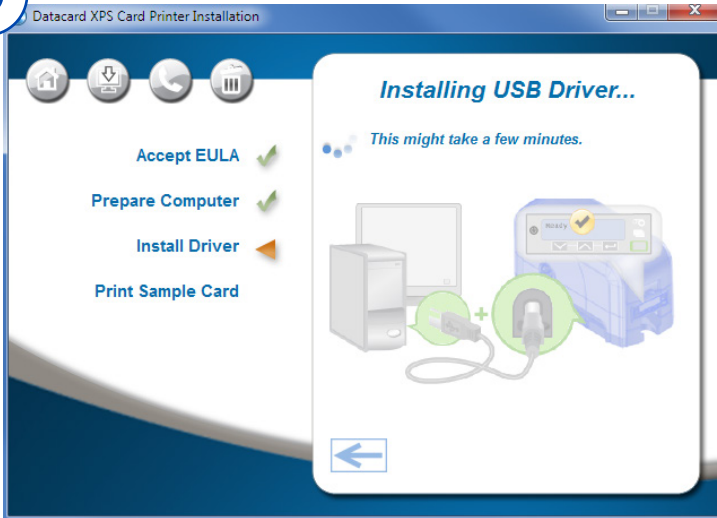 Datacard XPS Card Printer Installation
Installing USB Driver...
This might take a few minutes.
Accept EULA
Prepare Computer
Install Driver
Print Sample Card
Ready